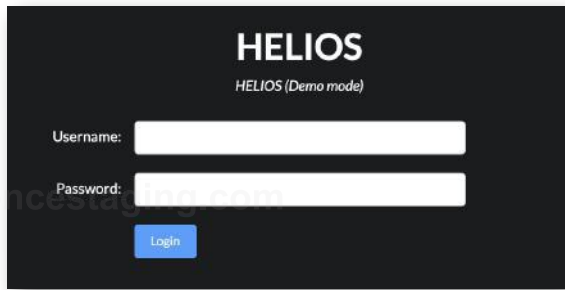 HELIOS
HELIOS (Demo mode)
Username:
Password:
ncestaging.com
Login